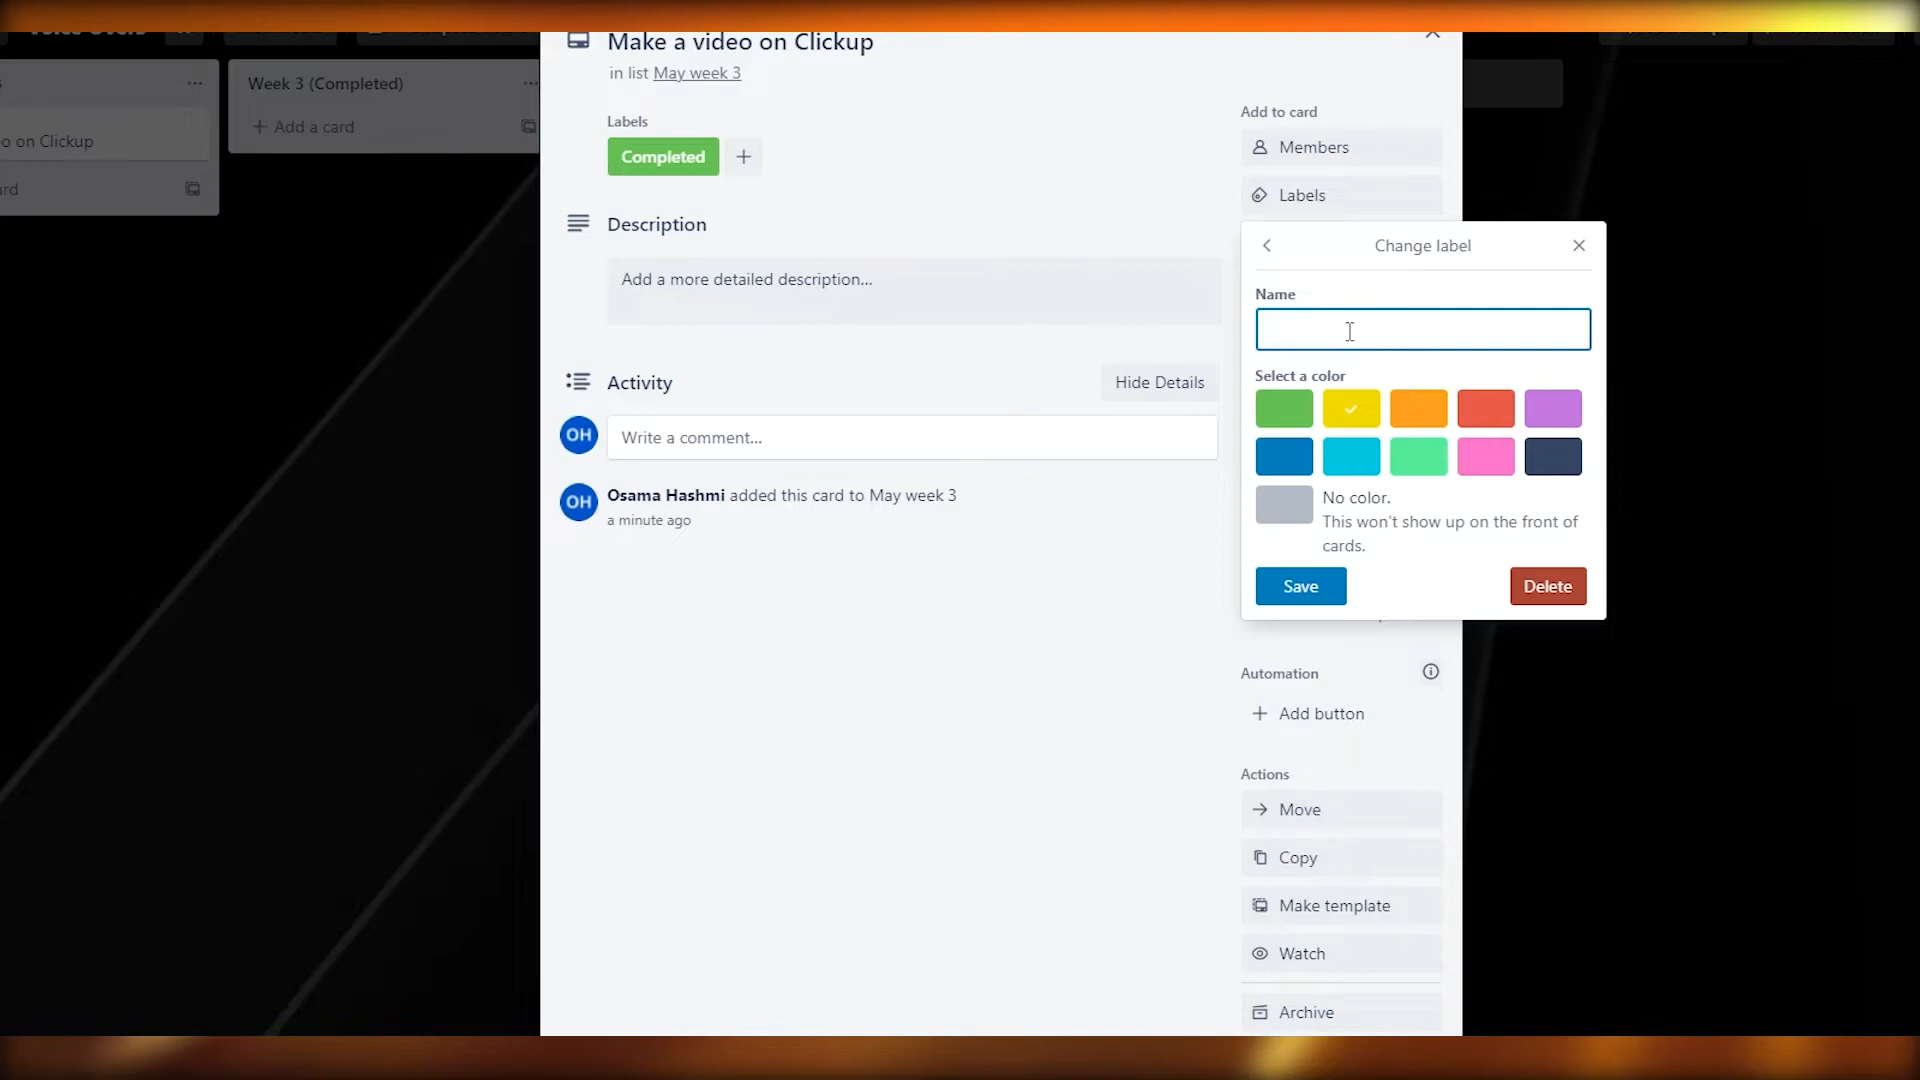 Make a video on Clickup
in list May week 3
Week 3 (Completed)
Add a card
o on Clickup
ard
Labels
Completed
Description
Add a more detailed description...
Activity
Hide Details
OH
Write a comment...
OH
Osama Hashmi added this card to May week 3
a minute ago
Add to card
Members
Labels
Change label
Name
Select a color
No color.
This won't show up on the front of
cards.
Save
Delete
Automation
Add button
Actions
Move
Copy
Make template
Watch
Archive